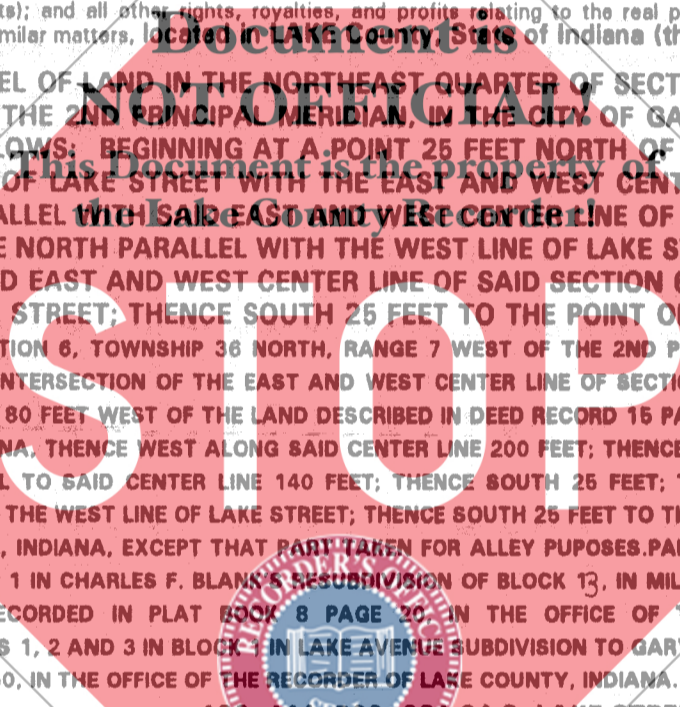 ts); and all other rights, royalties, and profits relating to the real p
milar matters, located in LAKE County, State of Indiana (th
Document is
EL OF LAND IN THE NORTHEAST QUARTER OF SECT
NOT OFFICIAL!
THE 2ND PRINCIPAL MERIDIAN, IN THE CITY OF GA
OWS: BEGINNING AT A POINT 25 FEET NORTH OF
This Document is the property of
OF LAKE STREET WITH THE EAST AND WEST CENT
the Lake County Recorder!
ALLEL WITH SAID EAST AND WEST CENTER LINE OF
E NORTH PARALLEL WITH THE WEST LINE OF LAKE S
D EAST AND WEST CENTER LINE OF SAID SECTION 6
STOP
STREET; THENCE SOUTH 25 FEET TO THE POINT O
TION 6, TOWNSHIP 36 NORTH, RANGE 7 WEST OF THE 2ND P
NTERSECTION OF THE EAST AND WEST CENTER LINE OF SECTI
80 FEET WEST OF THE LAND DESCRIBED IN DEED RECORD 15 PA
NA, THENCE WEST ALONG SAID CENTER LINE 200 FEET; THENCE
L TO SAID CENTER LINE 140 FEET; THENCE SOUTH 25 FEET;
THE WEST LINE OF LAKE STREET; THENCE SOUTH 25 FEET TO T
, INDIANA, EXCEPT THAT PART TAKEN FOR ALLEY PUPOSES.PA
1 IN CHARLES F. BLANK'S RESUBDIVISION OF BLOCK 13, IN MIL
RECORDER'S OFFIC
ECORDED IN PLAT BOOK 8 PAGE 20, IN THE OFFICE OF
S 1, 2 AND 3 IN BLOCK 1 IN LAKE AVENUE SUBDIVISION TO GAR
0, IN THE OFFICE OF THE RECORDER OF LAKE COUNTY, INDIANA.